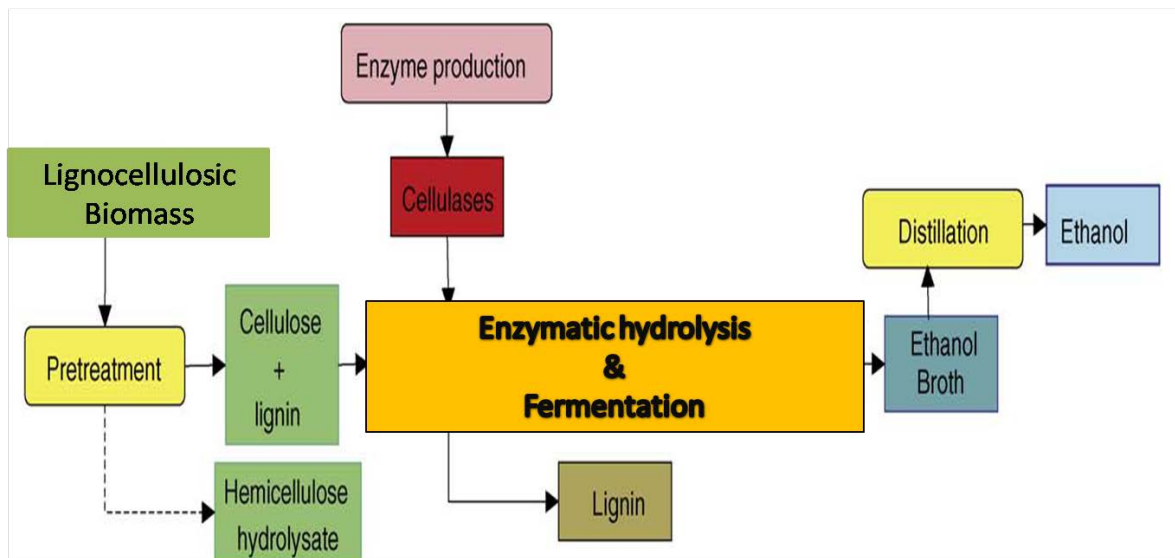 Enzyme production
Lignocellulosic
Biomass
Cellulases
Distillation
Ethanol
Pretreatment
Cellulose
+
lignin
Enzymatic hydrolysis
&
Fermentation
Ethanol
Broth
Hemicellulose
hydrolysate
Lignin